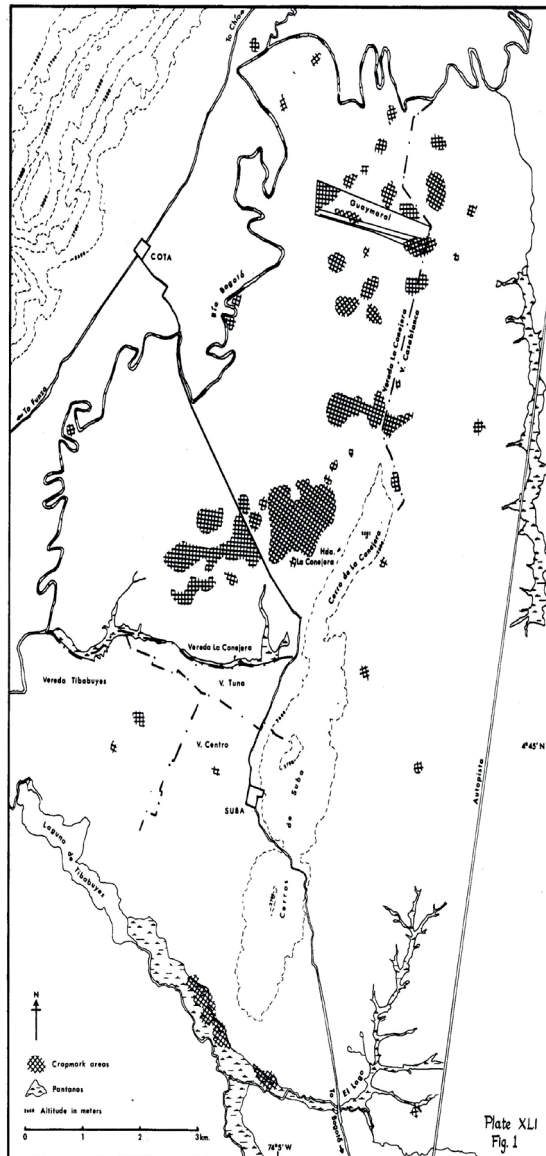 To Chía
Guaymaral
COTA
Río Bogotá
Vereda La Conejera
V. Casablanca
To Funza
Hda.
La Conejera
Cerro de La Conejera
Vereda La Conejera
Vereda Tibabuyes
V. Tuna
V. Centro
4°45'N
SUBA
Cerros de Suba
Autopista
Laguna de Tibabuyes
N
Cropmark areas
Pantanos
Altitude in meters
El Lago
To Bogotá
0 1 2 3km.
74°5'W
Plate XLI
Fig. 1